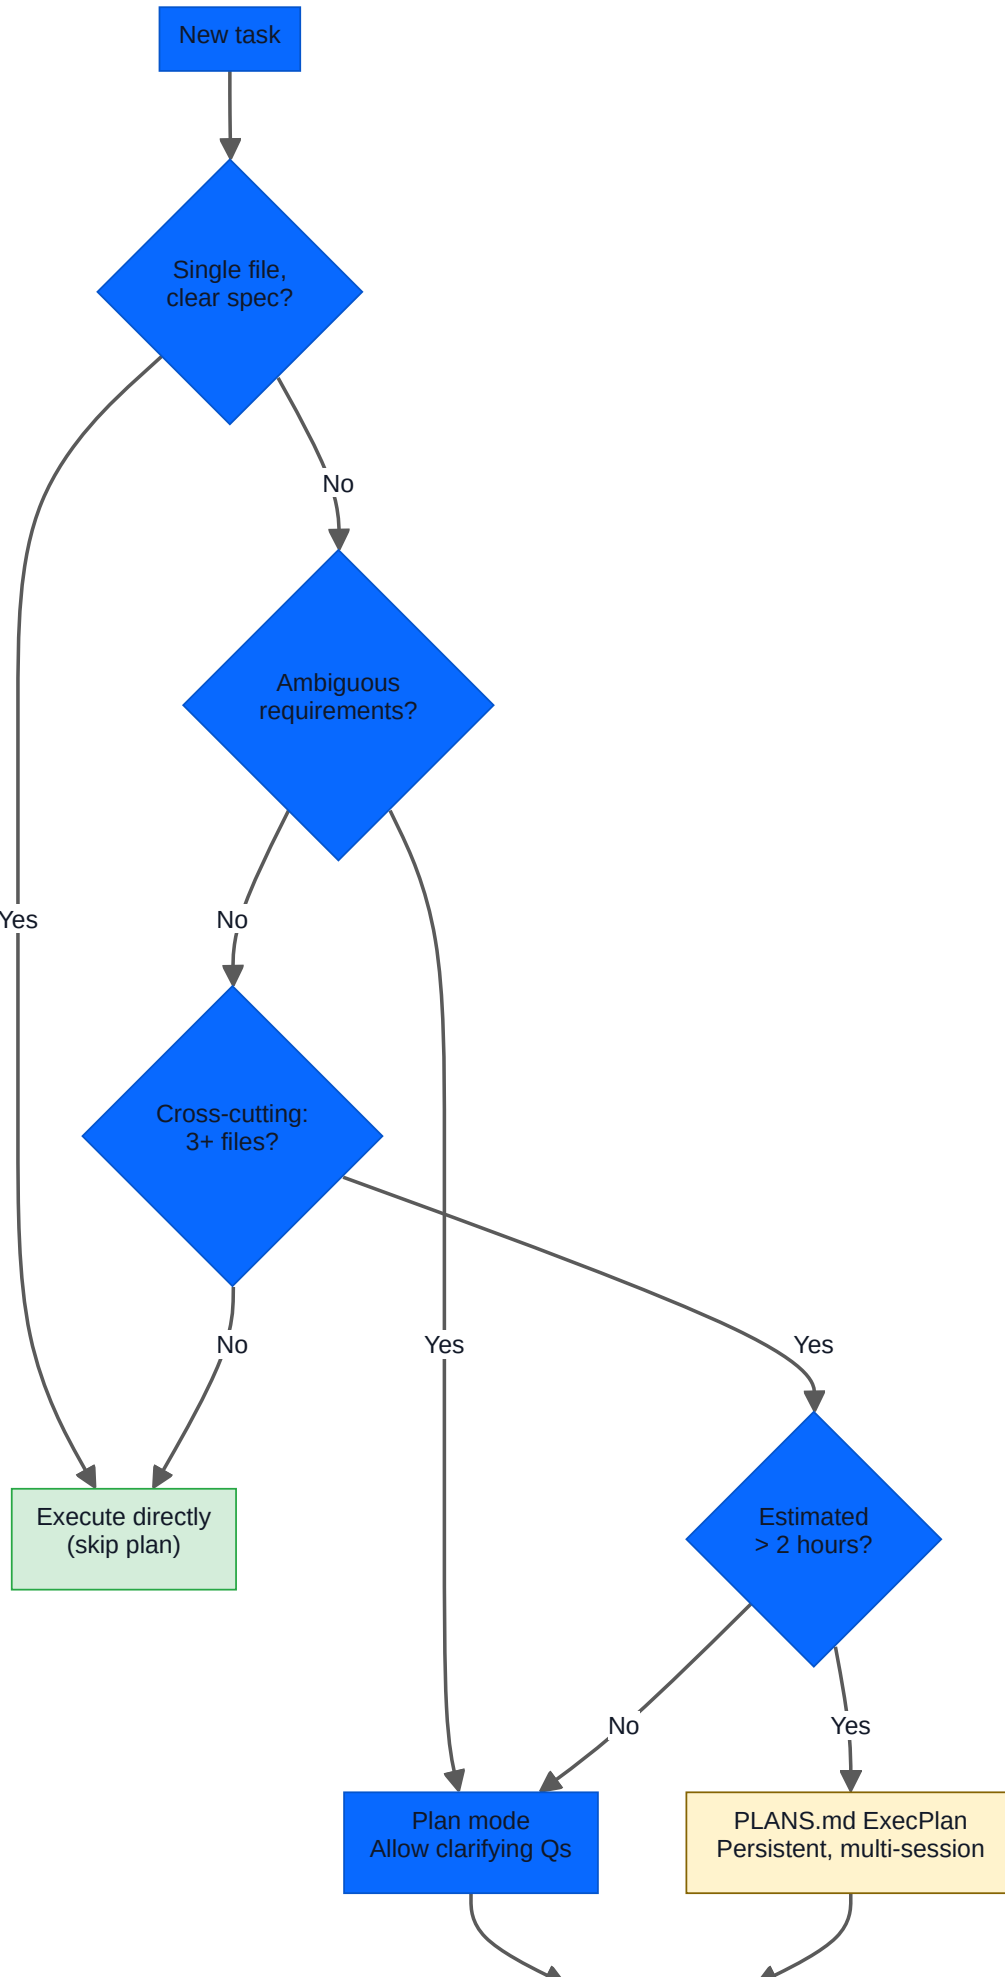 New task
Single file,
clear spec?
No
Ambiguous
requirements?
Yes
No
Cross-cutting:
3+ files?
No
Yes
Yes
Execute directly
(skip plan)
Estimated
> 2 hours?
No
Yes
Plan mode
Allow clarifying Qs
PLANS.md ExecPlan
Persistent, multi-session